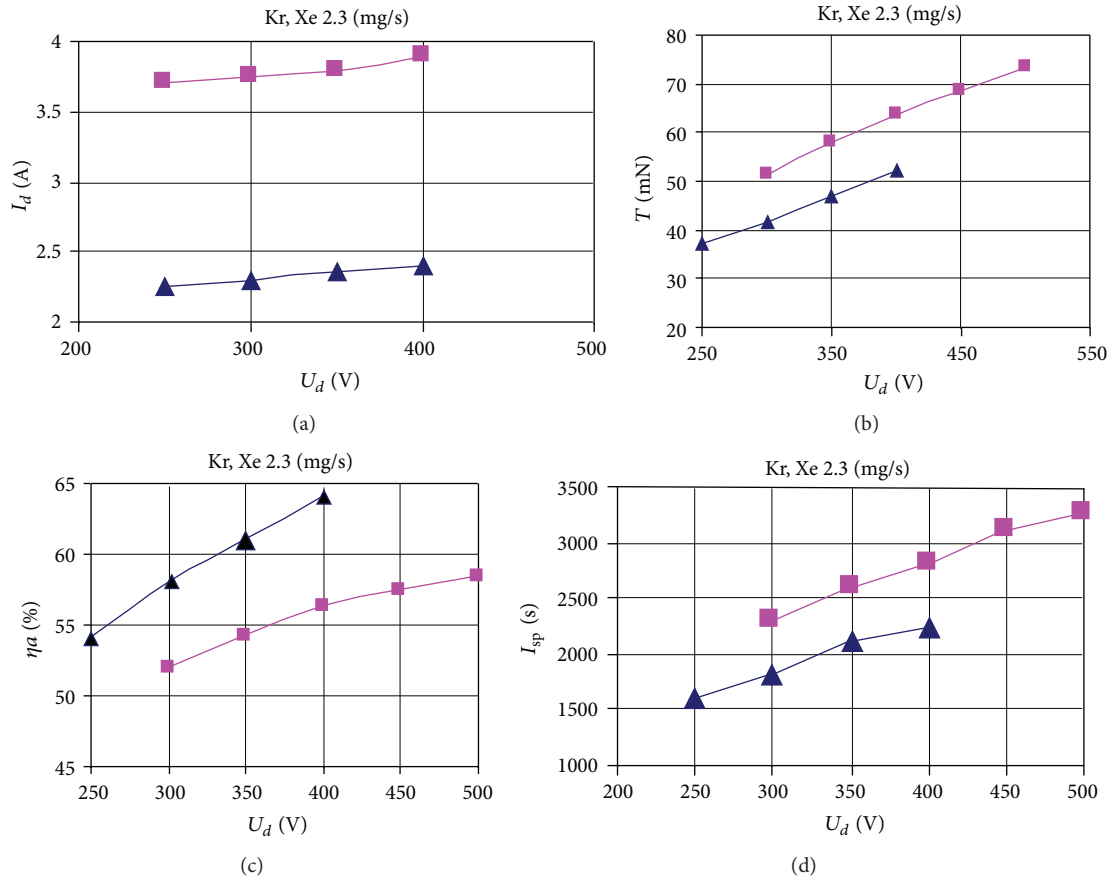 Kr, Xe 2.3 (mg/s)
4
3.5
3
2.5
2
I_d (A)
200
300
400
500
U_d (V)
(a)
Kr, Xe 2.3 (mg/s)
80
70
60
50
40
30
20
T (mN)
250
350
450
550
U_d (V)
(b)
Kr, Xe 2.3 (mg/s)
65
60
55
50
45
ηa (%)
250
300
350
400
450
500
U_d (V)
(c)
Kr, Xe 2.3 (mg/s)
3500
3000
2500
2000
1500
1000
I_sp (s)
200
250
300
350
400
450
500
U_d (V)
(d)